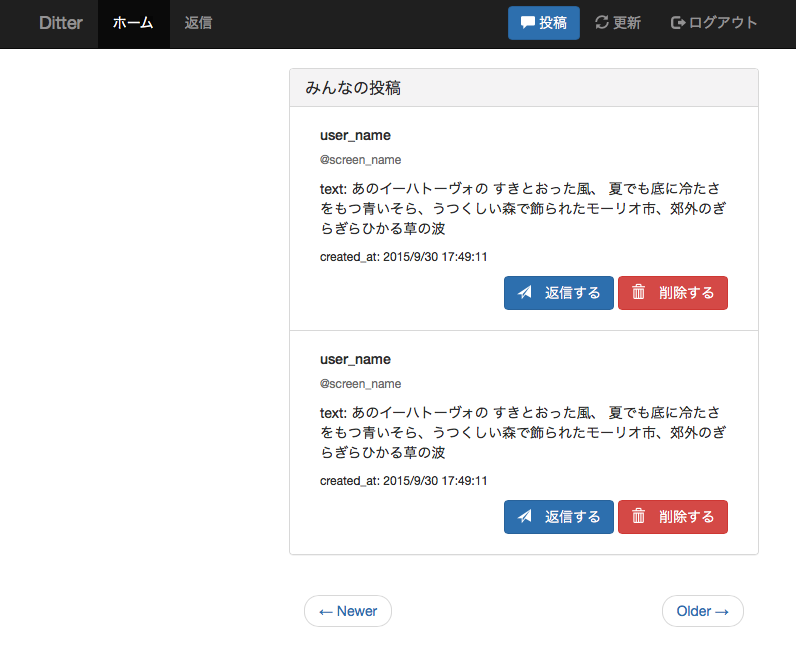 Ditter ホーム 返信 投稿 更新 ログアウト
みんなの投稿
user_name
@screen_name
text: あのイーハトーヴォの すきとおった風、 夏でも底に冷たさ
をもつ青いそら、うつくしい森で飾られたモーリオ市、郊外のぎ
らぎらひかる草の波
created_at: 2015/9/30 17:49:11
返信する 削除する
user_name
@screen_name
text: あのイーハトーヴォの すきとおった風、 夏でも底に冷たさ
をもつ青いそら、うつくしい森で飾られたモーリオ市、郊外のぎ
らぎらひかる草の波
created_at: 2015/9/30 17:49:11
返信する 削除する
← Newer Older →